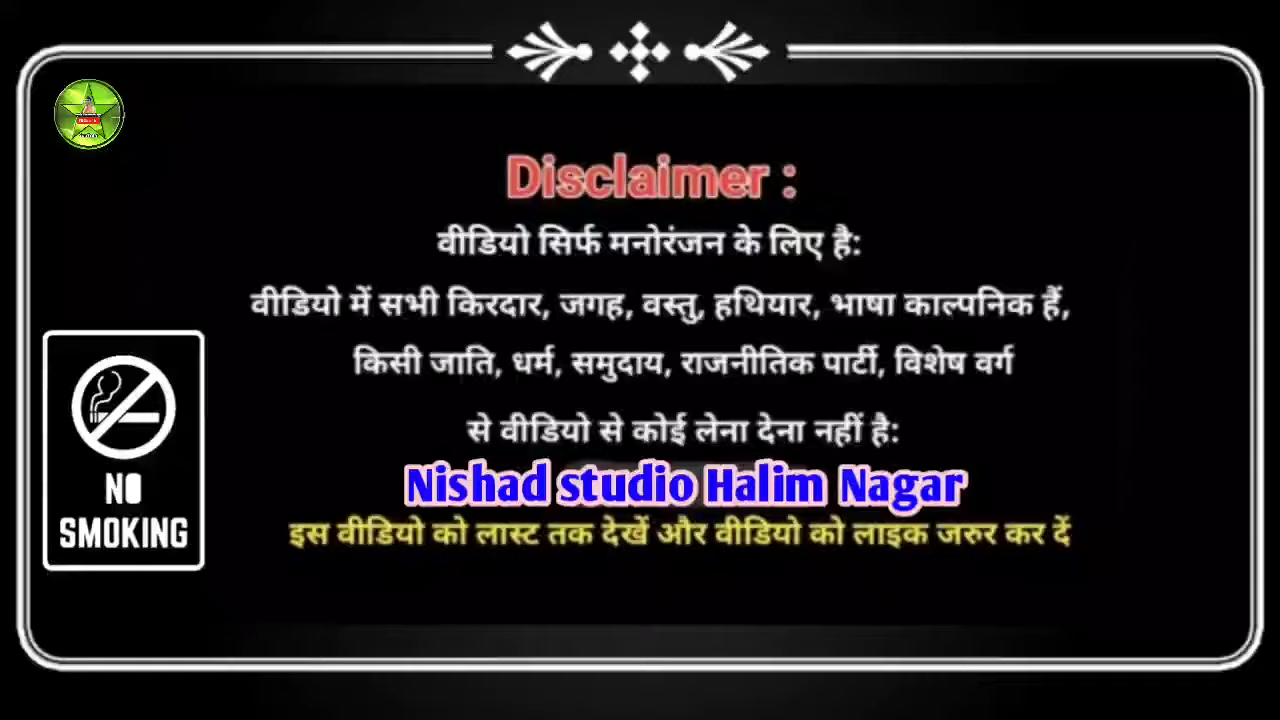 Disclaimer :
वीडियो सिर्फ मनोरंजन के लिए है:
वीडियो में सभी किरदार, जगह, वस्तु, हथियार, भाषा काल्पनिक हैं,
किसी जाति, धर्म, समुदाय, राजनीतिक पार्टी, विशेष वर्ग
से वीडियो से कोई लेना देना नहीं है:
Nishad studio Halim Nagar
इस वीडियो को लास्ट तक देखें और वीडियो को लाइक जरुर कर दें
NO
SMOKING